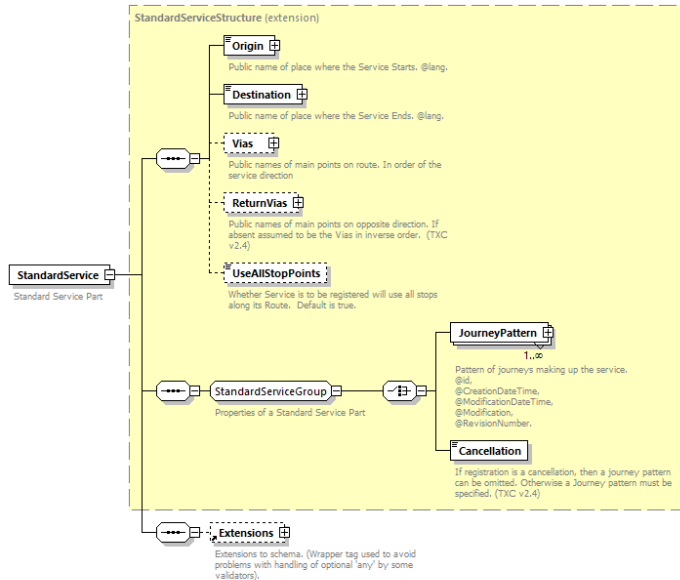 StandardServiceStructure (extension)
Origin
Public name of place where the Service Starts. @lang.
Destination
Public name of place where the Service Ends. @lang.
Vias
Public names of main points on route. In order of the
service direction
ReturnVias
Public names of main points on opposite direction. If
absent assumed to be the Vias in inverse order. (TXC
v2.4)
UseAllStopPoints
Whether Service is to be registered will use all stops
along its Route. Default is true.
StandardService
Standard Service Part
StandardServiceGroup
Properties of a Standard Service Part
JourneyPattern
1..∞
Pattern of journeys making up the service.
@id,
@CreationDateTime,
@ModificationDateTime,
@Modification,
@RevisionNumber.
Cancellation
If registration is a cancellation, then a journey pattern
can be omitted. Otherwise a Journey pattern must be
specified. (TXC v2.4)
Extensions
Extensions to schema. (Wrapper tag used to avoid
problems with handling of optional 'any' by some
validators).